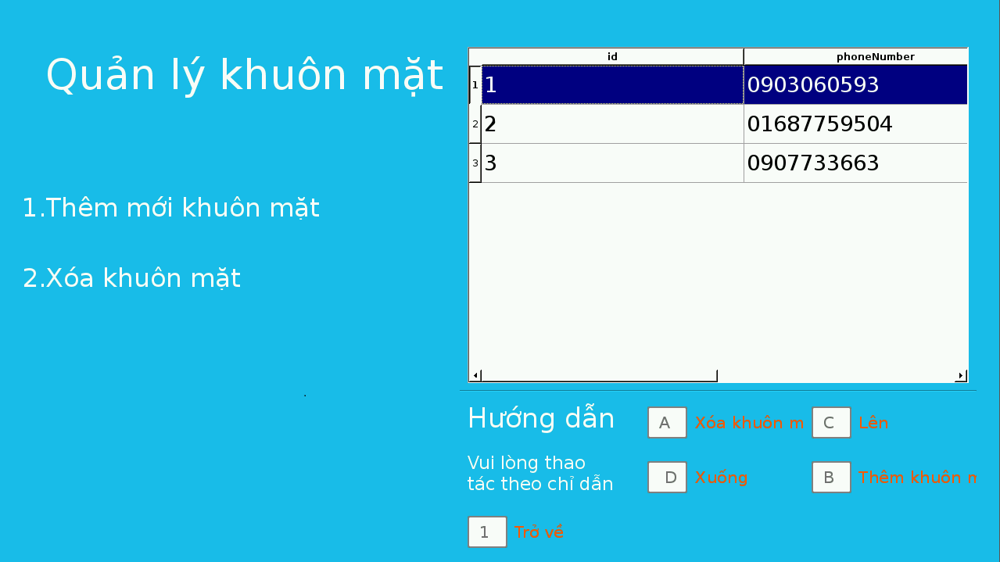 Quản lý khuôn mặt
1.Thêm mới khuôn mặt
2.Xóa khuôn mặt
id phoneNumber
1 1 0903060593
2 2 01687759504
3 3 0907733663
Hướng dẫn
Vui lòng thao
tác theo chỉ dẫn
A Xóa khuôn m C Lên
D Xuống B Thêm khuôn m
1 Trở về